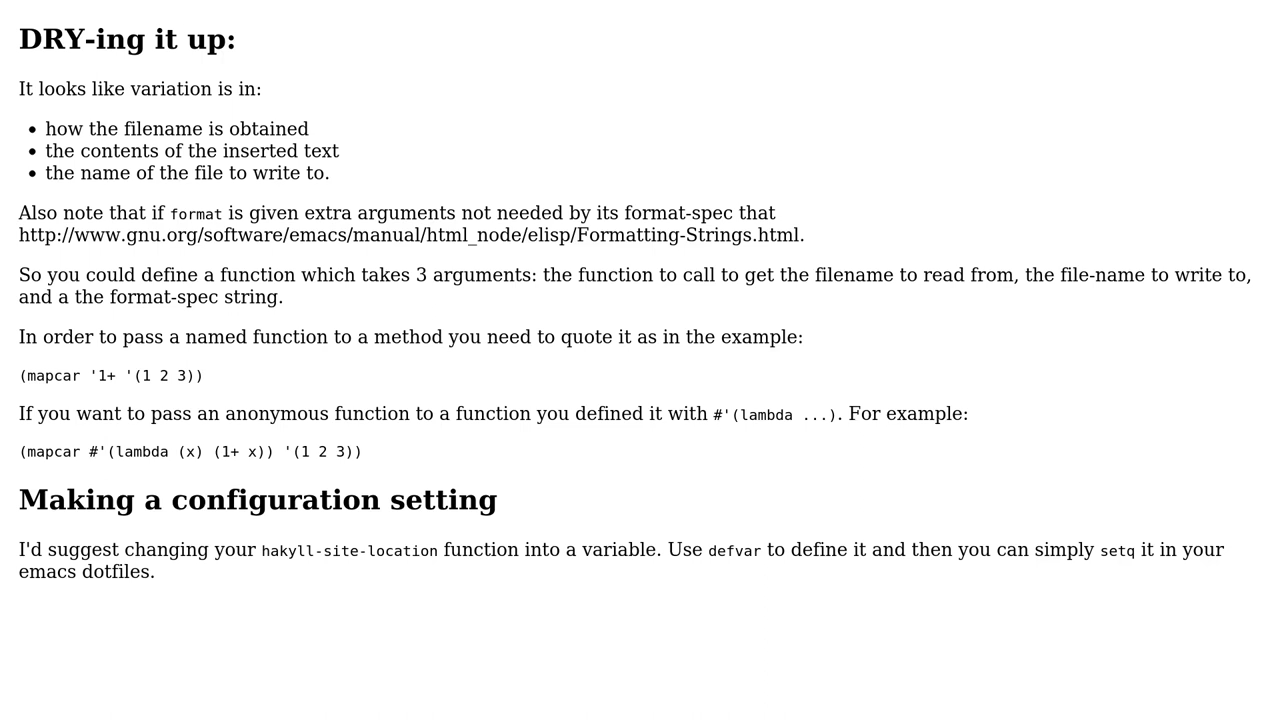 DRY-ing it up:
It looks like variation is in:
• how the filename is obtained
• the contents of the inserted text
• the name of the file to write to.
Also note that if format is given extra arguments not needed by its format-spec that
http://www.gnu.org/software/emacs/manual/html_node/elisp/Formatting-Strings.html.
So you could define a function which takes 3 arguments: the function to call to get the filename to read from, the file-name to write to,
and a the format-spec string.
In order to pass a named function to a method you need to quote it as in the example:
(mapcar '1+ '(1 2 3))
If you want to pass an anonymous function to a function you defined it with #'(lambda ...). For example:
(mapcar #'(lambda (x) (1+ x)) '(1 2 3))
Making a configuration setting
I'd suggest changing your hakyll-site-location function into a variable. Use defvar to define it and then you can simply setq it in your
emacs dotfiles.